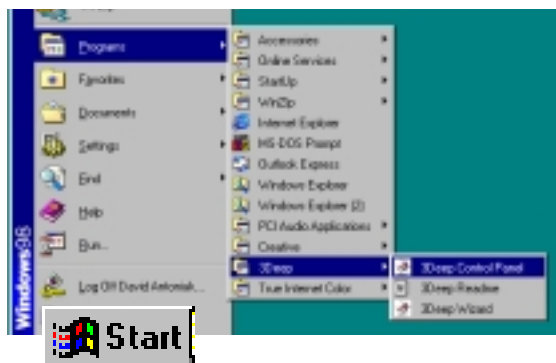 Programs
Favorites
Documents
Settings
Find
Help
Run...
Log Off David Antoniak...
Windows98
Start
Accessories
Online Services
StartUp
WinZip
Internet Explorer
MS-DOS Prompt
Outlook Express
Windows Explorer
Windows Explorer (2)
PCI Audio Applications
Creative
3Deep
True Internet Color
3Deep Control Panel
3Deep Readme
3Deep Wizard